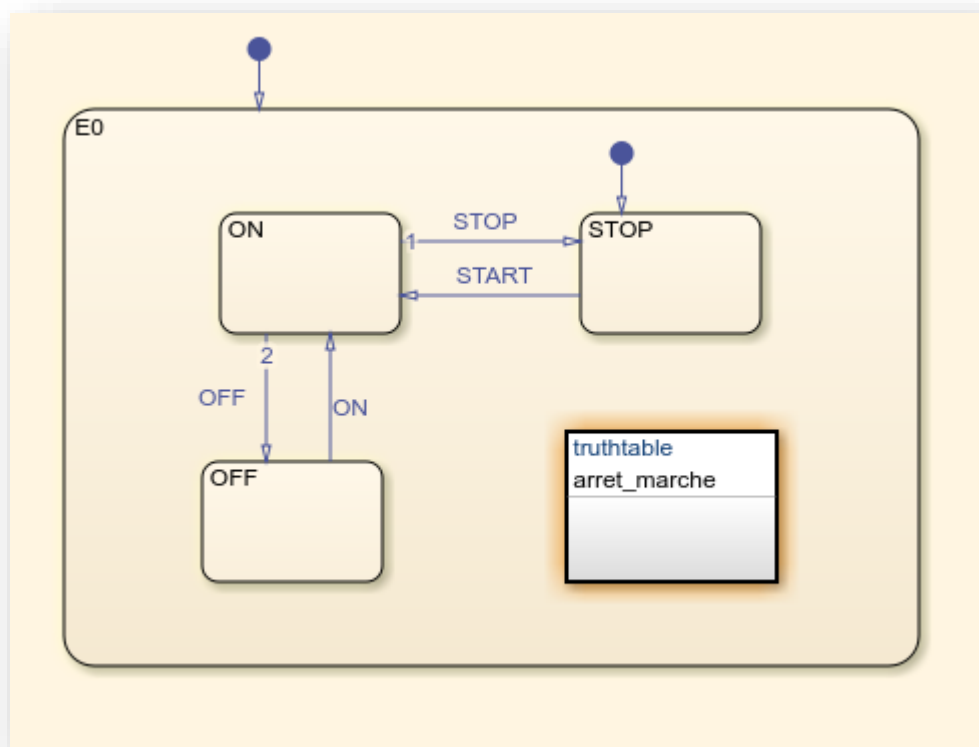 E0
ON
STOP
STOP
1
START
2
OFF
ON
OFF
truthtable
arret_marche